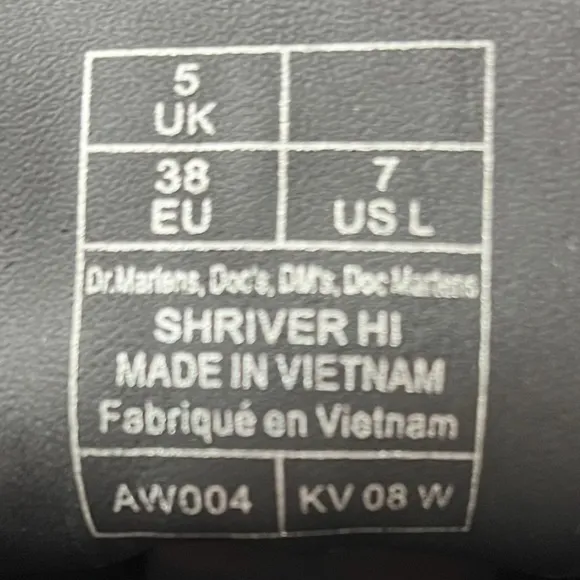 5
UK
38
EU
7
US L
Dr.Martens, Doc's, DM's, Doc Martens
SHRIVER HI
MADE IN VIETNAM
Fabriqué en Vietnam
AW004
KV 08 W